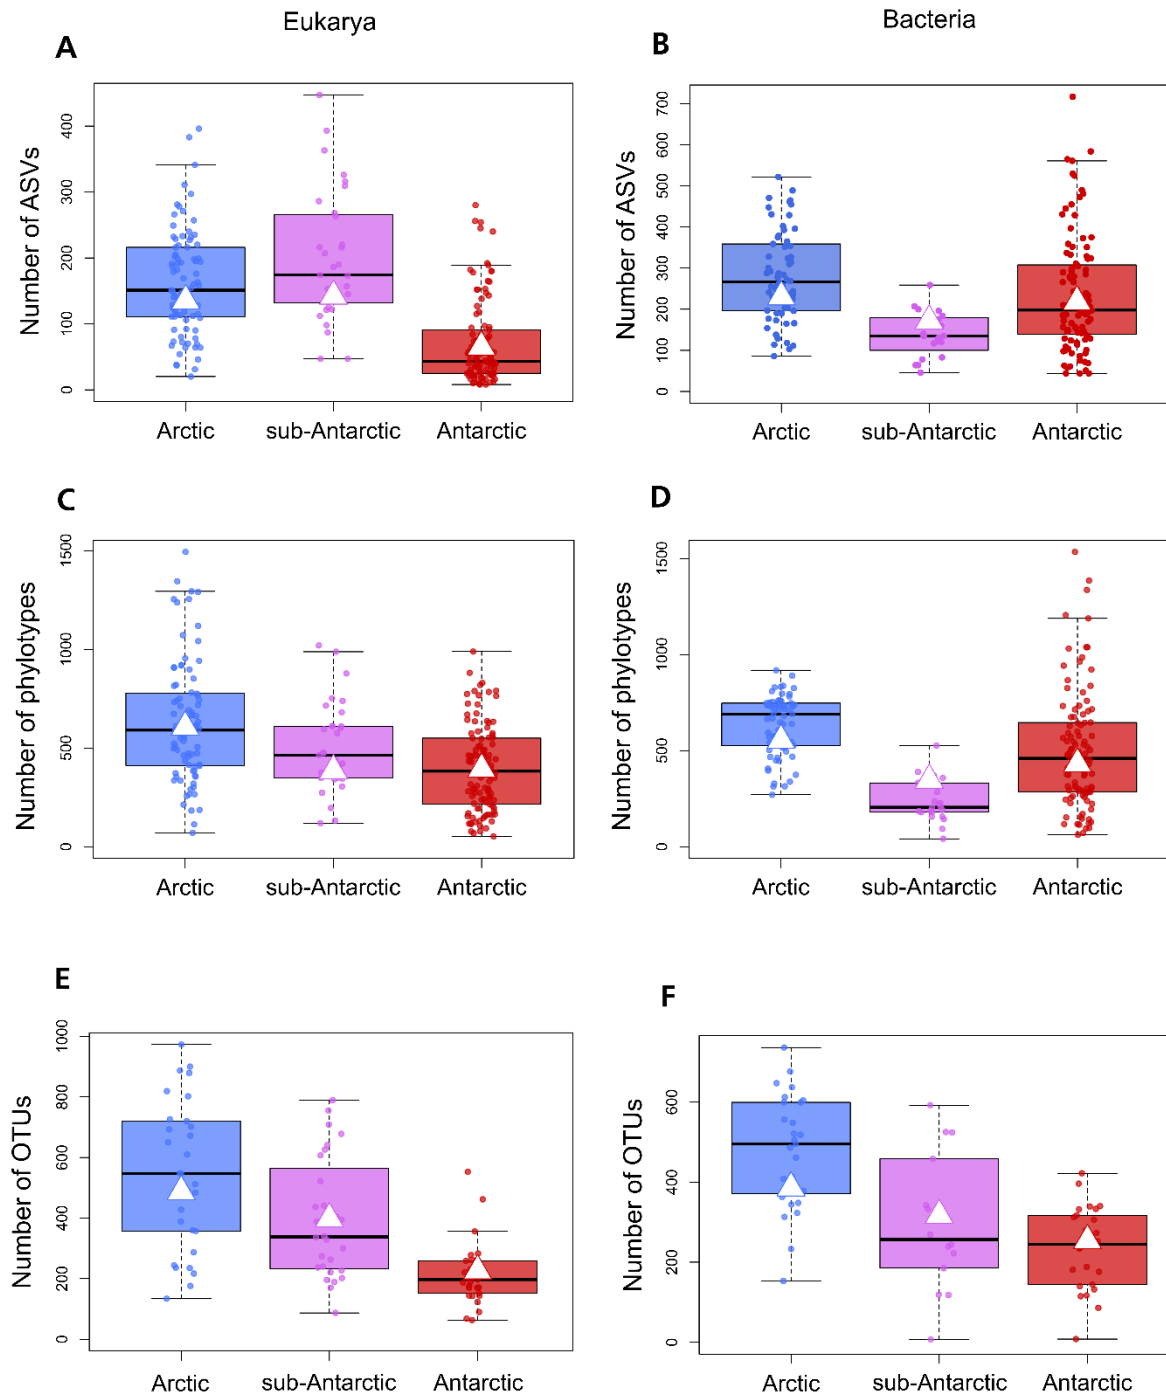 Eukarya
Bacteria
A
B
Number of ASVs
0
100
200
300
400
Arctic
sub-Antarctic
Antarctic
Number of ASVs
0
100
200
300
400
500
600
700
Arctic
sub-Antarctic
Antarctic
C
D
Number of phylotypes
0
500
1000
1500
Arctic
sub-Antarctic
Antarctic
Number of phylotypes
0
500
1000
1500
Arctic
sub-Antarctic
Antarctic
E
F
Number of OTUs
0
200
400
600
800
1000
Arctic
sub-Antarctic
Antarctic
Number of OTUs
0
200
400
600
Arctic
sub-Antarctic
Antarctic